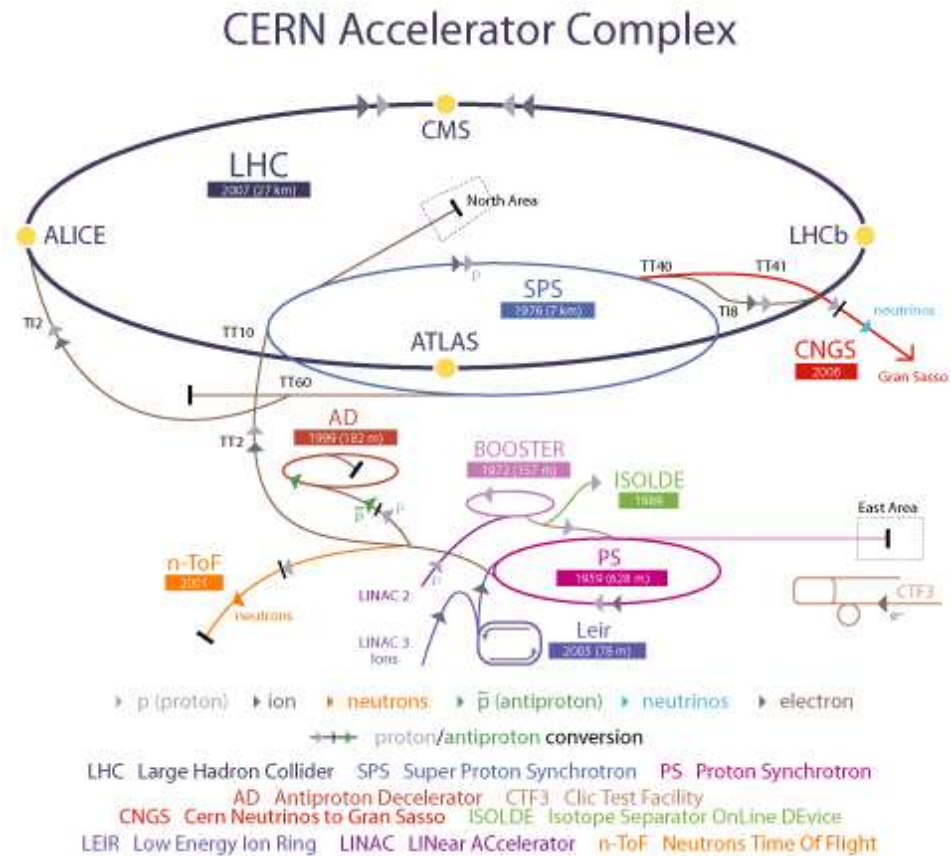 CERN Accelerator Complex
CMS
LHC
2007 (27 km)
North Area
ALICE
LHCb
TT40
TT41
SPS
1976 (7 km)
p
TI8
neutrinos
TI2
TT10
ATLAS
CNGS
2006
Gran Sasso
TT60
AD
1999 (182 m)
TT2
BOOSTER
1972 (157 m)
ISOLDE
1989
p̅
p
East Area
n-ToF
2001
PS
1959 (628 m)
p
LINAC 2
neutrons
CTF3
e-
LINAC 3
Ions
Leir
2005 (78 m)
p (proton) ion neutrons p̅ (antiproton) neutrinos electron
proton/antiproton conversion
LHC Large Hadron Collider SPS Super Proton Synchrotron PS Proton Synchrotron
AD Antiproton Decelerator CTF3 Clic Test Facility
CNGS Cern Neutrinos to Gran Sasso ISOLDE Isotope Separator OnLine DEvice
LEIR Low Energy Ion Ring LINAC LINear ACcelerator n-ToF Neutrons Time Of Flight